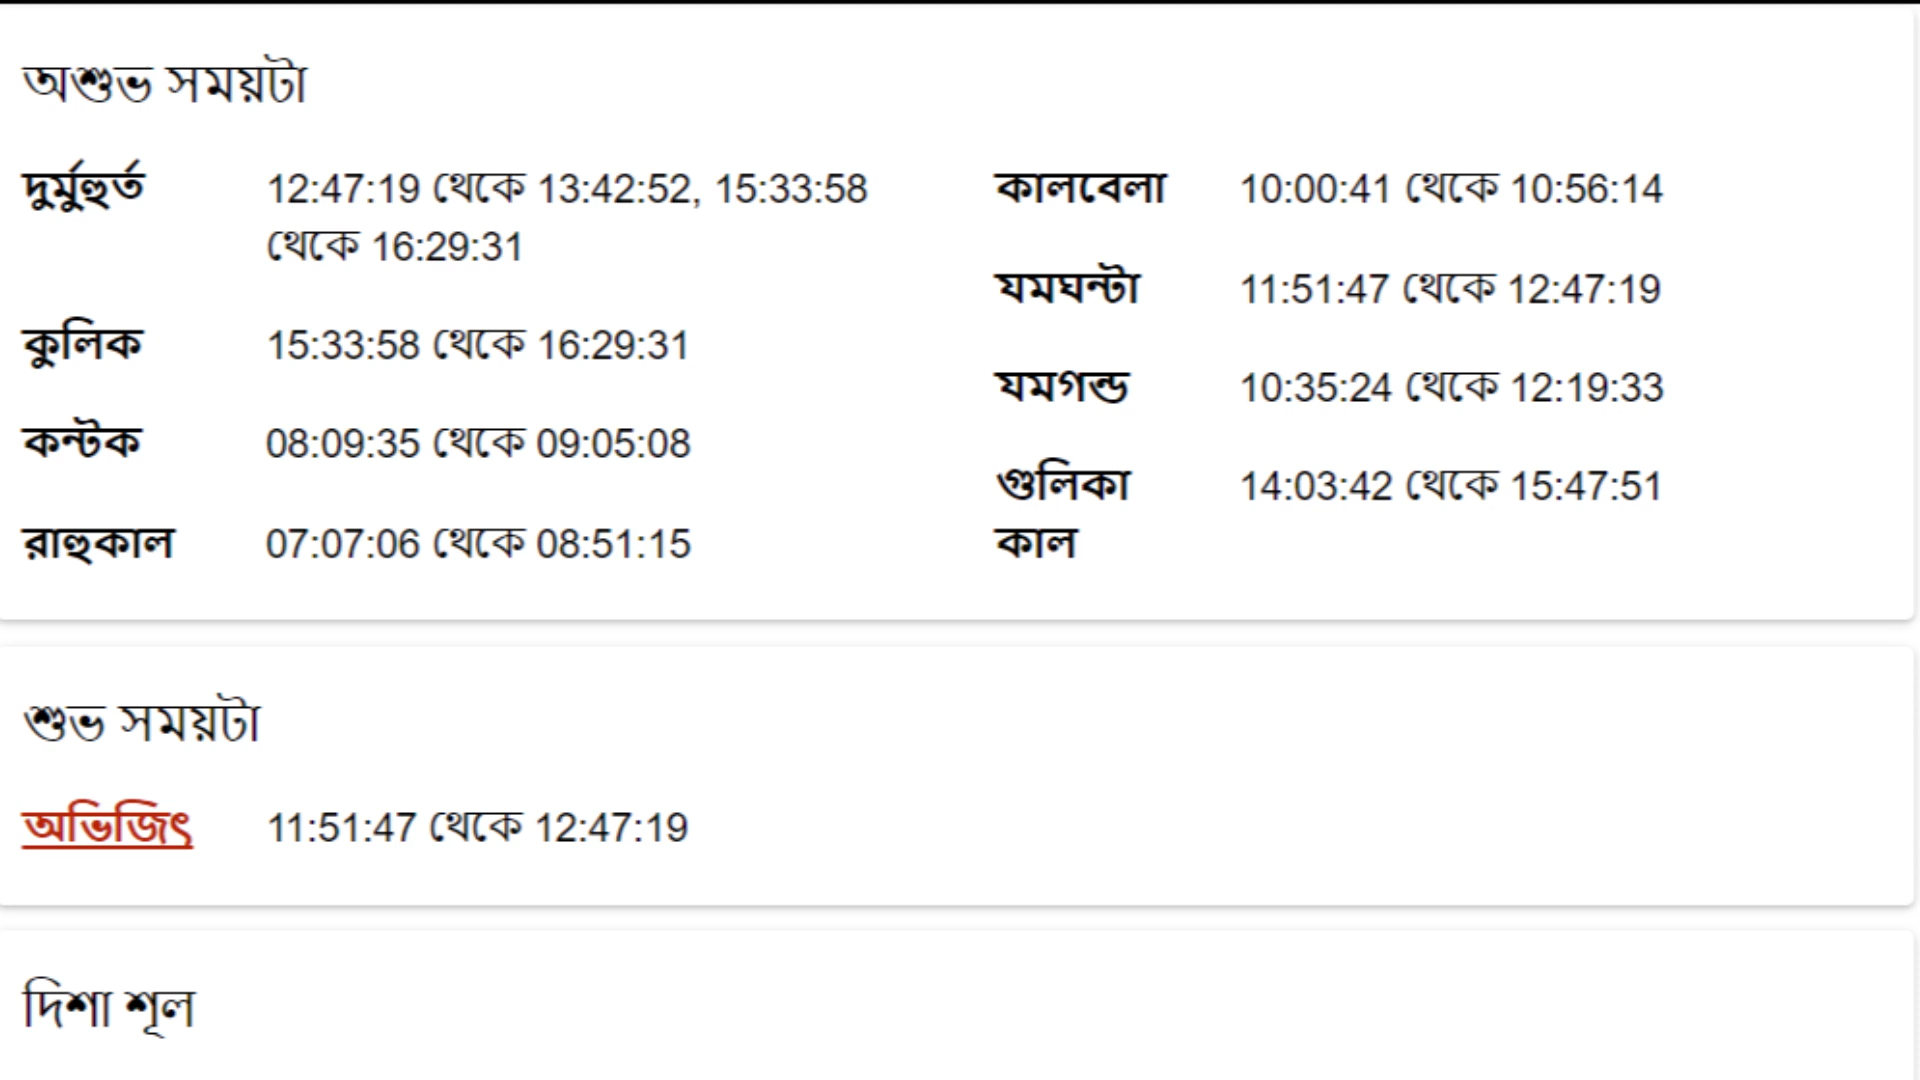 অশুভ সময়টা
দুর্মুহুর্ত 12:47:19 থেকে 13:42:52, 15:33:58
থেকে 16:29:31
কুলিক 15:33:58 থেকে 16:29:31
কন্টক 08:09:35 থেকে 09:05:08
রাহুকাল 07:07:06 থেকে 08:51:15
কালবেলা 10:00:41 থেকে 10:56:14
যমঘন্টা 11:51:47 থেকে 12:47:19
যমগন্ড 10:35:24 থেকে 12:19:33
গুলিকা 14:03:42 থেকে 15:47:51
কাল
শুভ সময়টা
অভিজিৎ 11:51:47 থেকে 12:47:19
দিশা শূল